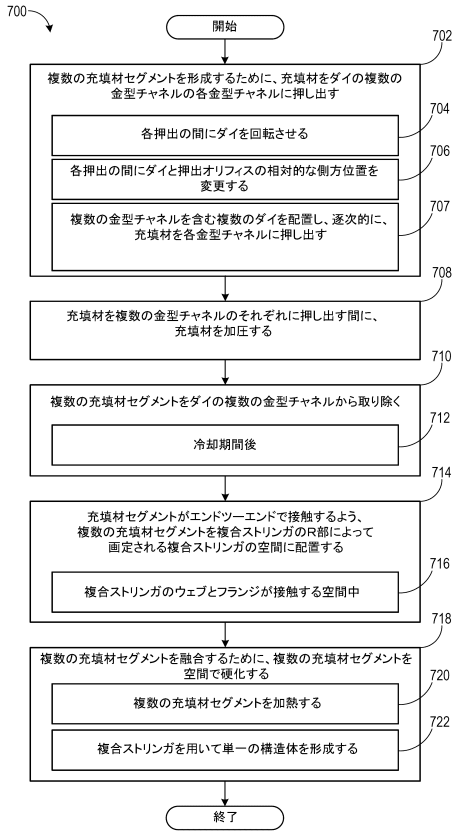 700
開始
702
複数の充填材セグメントを形成するために、充填材をダイの複数の
金型チャネルの各金型チャネルに押し出す
704
各押出の間にダイを回転させる
706
各押出の間にダイと押出オリフィスの相対的な側方位置を
変更する
707
複数の金型チャネルを含む複数のダイを配置し、逐次的に、
充填材を各金型チャネルに押し出す
708
充填材を複数の金型チャネルのそれぞれに押し出す間に、
充填材を加圧する
710
複数の充填材セグメントをダイの複数の金型チャネルから取り除く
712
冷却期間後
714
充填材セグメントがエンドツーエンドで接触するよう、
複数の充填材セグメントを複合ストリンガのR部によって
画定される複合ストリンガの空間に配置する
716
複合ストリンガのウェブとフランジが接触する空間中
718
複数の充填材セグメントを融合するために、複数の充填材セグメントを
空間で硬化する
720
複数の充填材セグメントを加熱する
722
複合ストリンガを用いて単一の構造体を形成する
終了